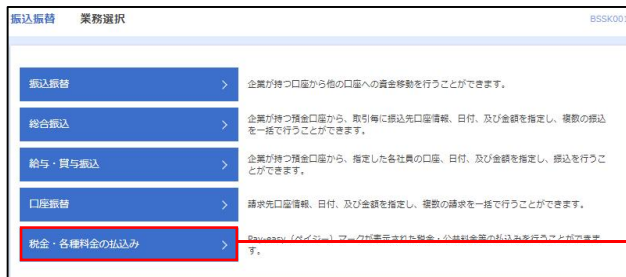 振込振替 業務選択 BSSK001
振込振替 > 企業が持つ口座から他の口座への資金移動を行うことができます。
総合振込 > 企業が持つ預金口座から、取引毎に振込先口座情報、日付、及び金額を指定し、複数の振込
を一括で行うことができます。
給与・賞与振込 > 企業が持つ預金口座から、指定した各社員の口座、日付、及び金額を指定し、振込を行うこ
とができます。
口座振替 > 請求先口座情報、日付、及び金額を指定し、複数の請求を一括で行うことができます。
税金・各種料金の払込み > Pay-easy（ペイジー）マークが表示された税金・公共料金等の払込みを行うことができま
す。